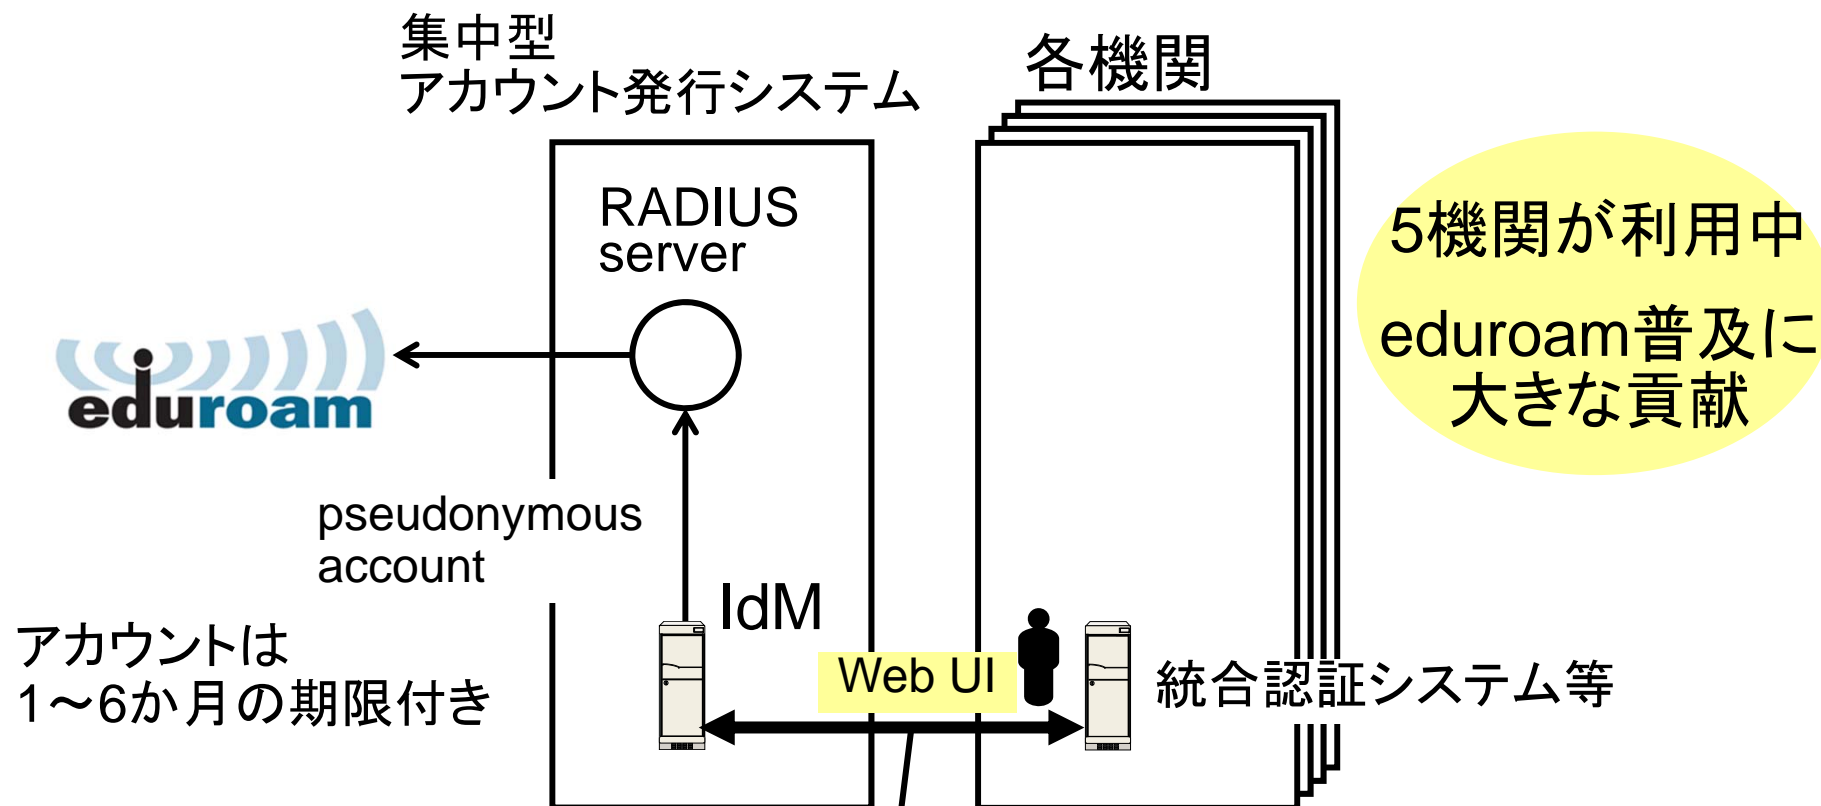 集中型
アカウント発行システム
各機関
RADIUS
server
5機関が利用中
eduroam普及に
大きな貢献
eduroam
pseudonymous
account
IdM
アカウントは
1～6か月の期限付き
Web UI
統合認証システム等